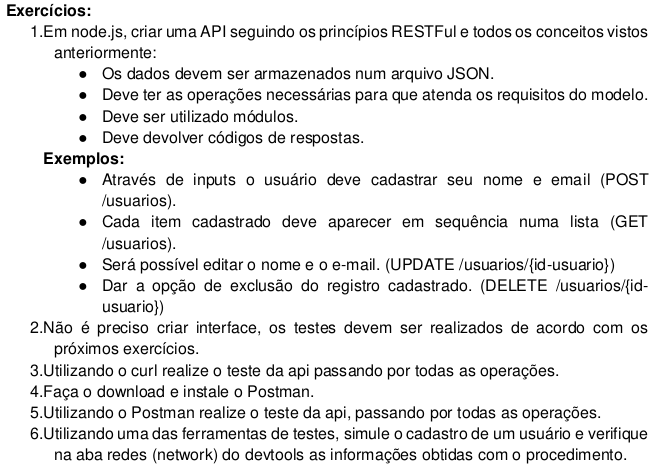 Exercícios:
1.Em node.js, criar uma API seguindo os princípios RESTFul e todos os conceitos vistos
anteriormente:
● Os dados devem ser armazenados num arquivo JSON.
● Deve ter as operações necessárias para que atenda os requisitos do modelo.
● Deve ser utilizado módulos.
● Deve devolver códigos de respostas.
Exemplos:
● Através de inputs o usuário deve cadastrar seu nome e email (POST
/usuarios).
● Cada item cadastrado deve aparecer em sequência numa lista (GET
/usuarios).
● Será possível editar o nome e o e-mail. (UPDATE /usuarios/{id-usuario})
● Dar a opção de exclusão do registro cadastrado. (DELETE /usuarios/{id-
usuario})
2.Não é preciso criar interface, os testes devem ser realizados de acordo com os
próximos exercícios.
3.Utilizando o curl realize o teste da api passando por todas as operações.
4.Faça o download e instale o Postman.
5.Utilizando o Postman realize o teste da api, passando por todas as operações.
6.Utilizando uma das ferramentas de testes, simule o cadastro de um usuário e verifique
na aba redes (network) do devtools as informações obtidas com o procedimento.